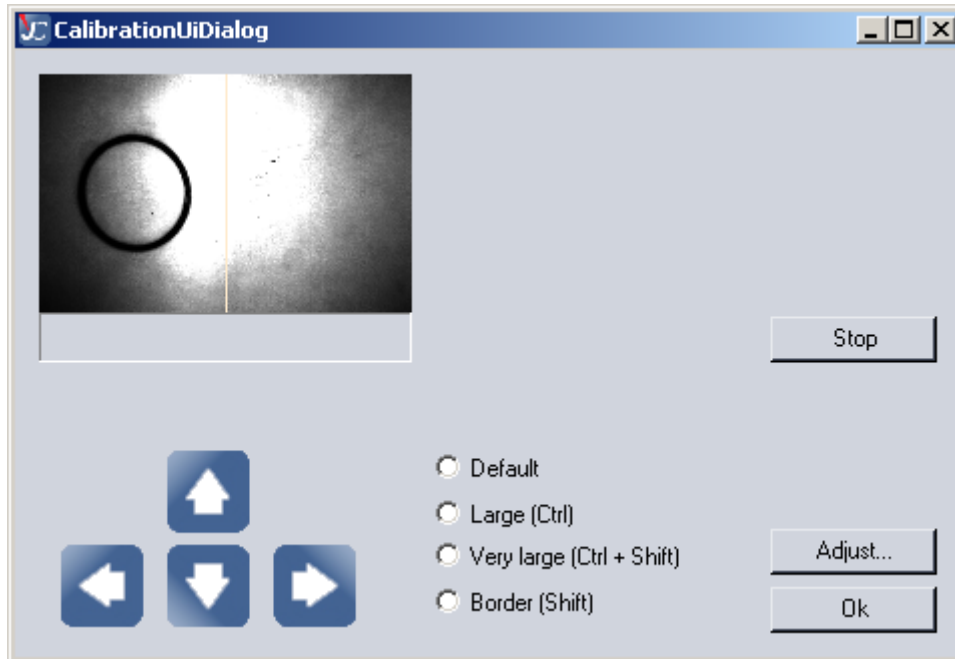 CalibrationUiDialog
Stop
Default
Large (Ctrl)
Very large (Ctrl + Shift)
Border (Shift)
Adjust...
Ok